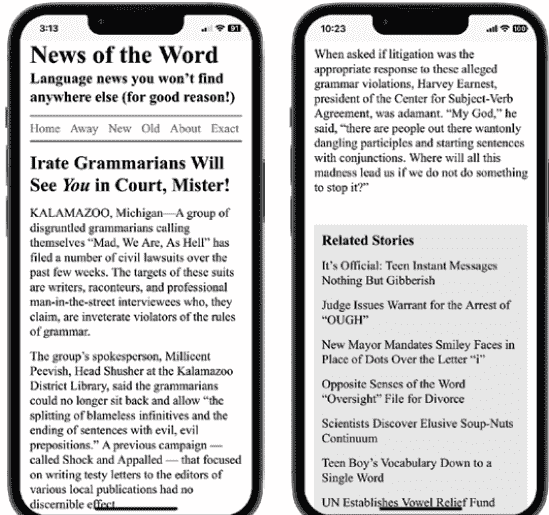 3:13
91
News of the Word
Language news you won't find
anywhere else (for good reason!)
Home Away New Old About Exact
Irate Grammarians Will
See You in Court, Mister!
KALAMAZOO, Michigan—A group of
disgruntled grammarians calling
themselves “Mad, We Are, As Hell” has
filed a number of civil lawsuits over the
past few weeks. The targets of these suits
are writers, raconteurs, and professional
man-in-the-street interviewees who, they
claim, are inveterate violators of the rules
of grammar.
The group's spokesperson, Millicent
Peevish, Head Shusher at the Kalamazoo
District Library, said the grammarians
could no longer sit back and allow “the
splitting of blameless infinitives and the
ending of sentences with evil, evil
prepositions.” A previous campaign —
called Shock and Appalled — that focused
on writing testy letters to the editors of
various local publications had no
discernible effect
10:23
100
When asked if litigation was the
appropriate response to these alleged
grammar violations, Harvey Earnest,
president of the Center for Subject-Verb
Agreement, was adamant. “My God,” he
said, “there are people out there wantonly
dangling participles and starting sentences
with conjunctions. Where will all this
madness lead us if we do not do something
to stop it?”
Related Stories
It's Official: Teen Instant Messages
Nothing But Gibberish
Judge Issues Warrant for the Arrest of
“OUGH”
New Mayor Mandates Smiley Faces in
Place of Dots Over the Letter “i”
Opposite Senses of the Word
“Oversight” File for Divorce
Scientists Discover Elusive Soup-Nuts
Continuum
Teen Boy's Vocabulary Down to a
Single Word
UN Establishes Vowel Relief Fund